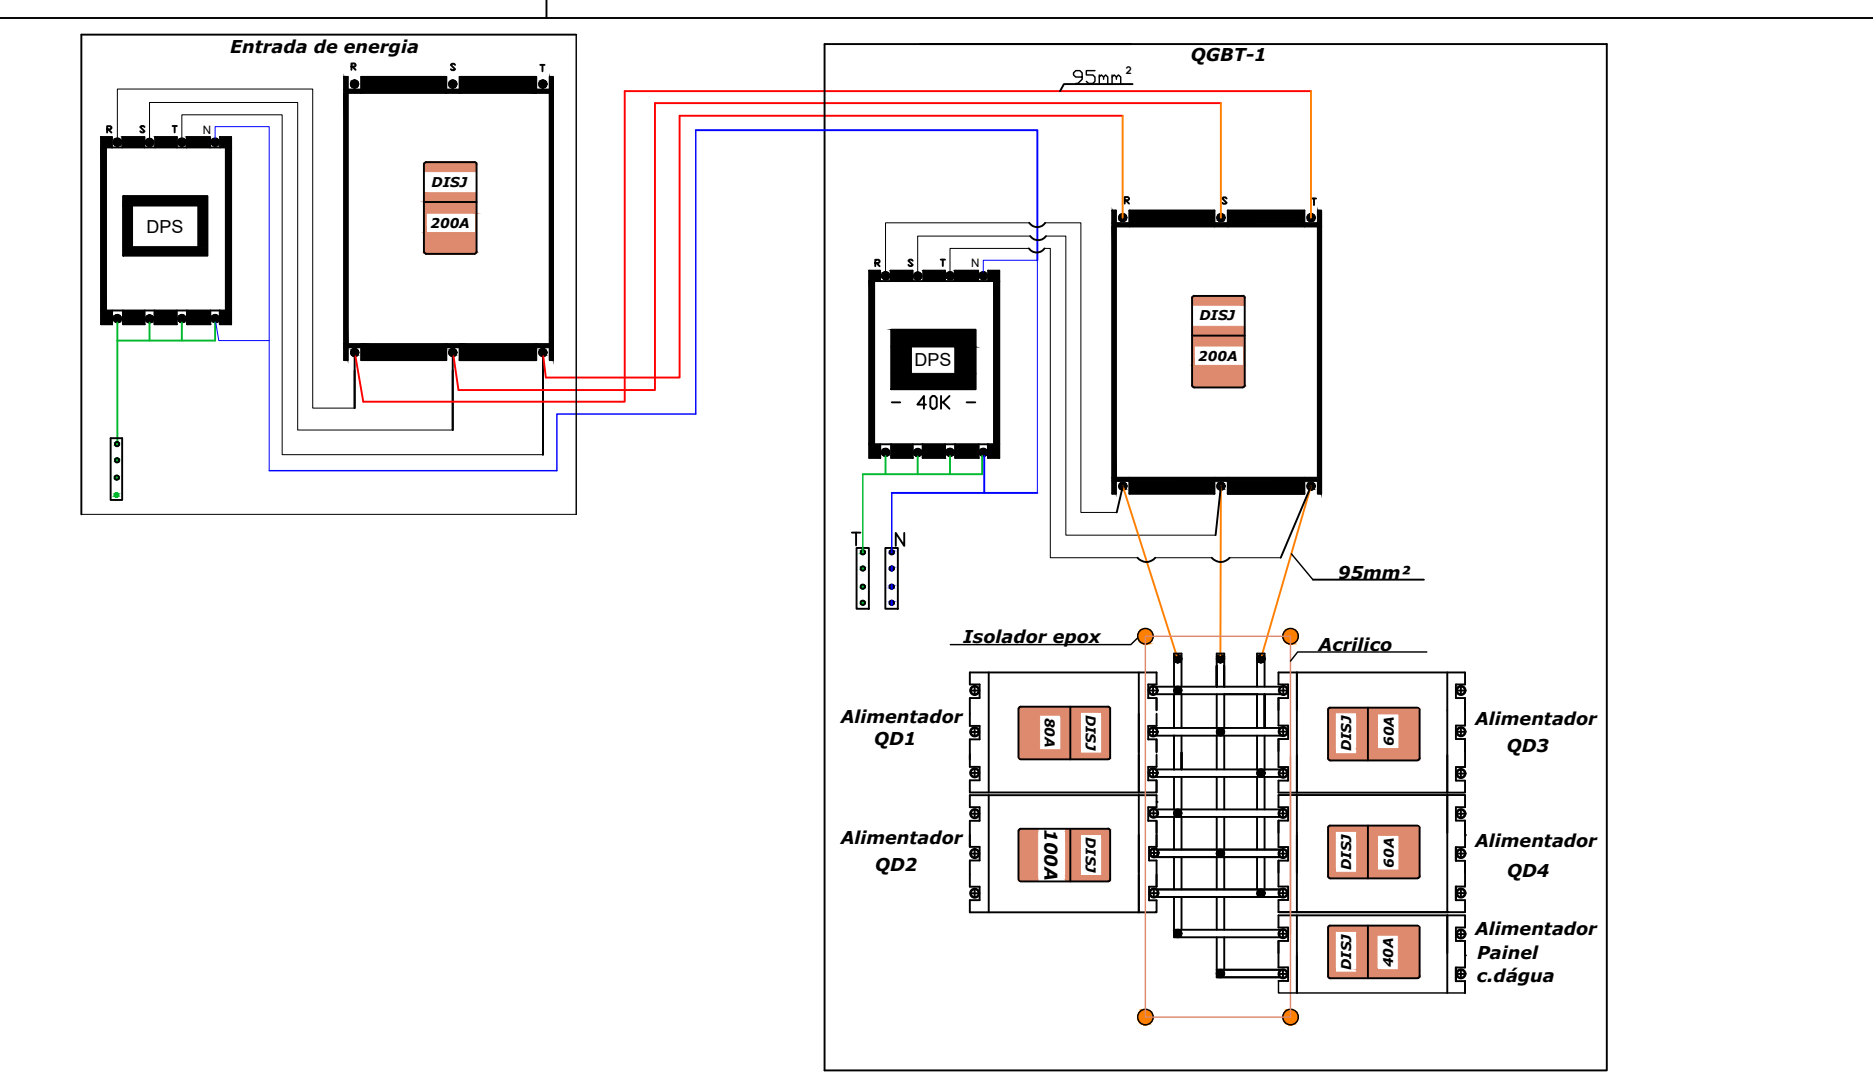 Entrada de energia
R S T
R S T N
DISJ
200A
DPS
QGBT-1
95mm²
R S T
R S T N
DISJ
200A
DPS
- 40K -
T N
95mm²
Isolador epox
Acrilico
Alimentador
QD1
80A DISJ
DISJ 60A
Alimentador
QD3
Alimentador
QD2
100A DISJ
DISJ 60A
Alimentador
QD4
DISJ 40A
Alimentador
Painel
c.dágua